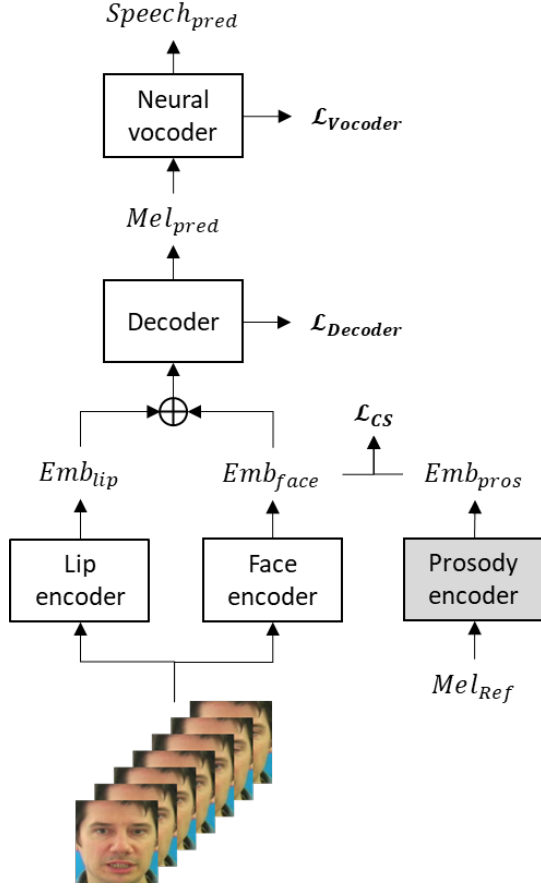 Speech_pred
Neural
vocoder
ℒ_Vocoder
Mel_pred
Decoder
ℒ_Decoder
ℒ_CS
Emb_lip
Emb_face
Emb_pros
Lip
encoder
Face
encoder
Prosody
encoder
Mel_Ref